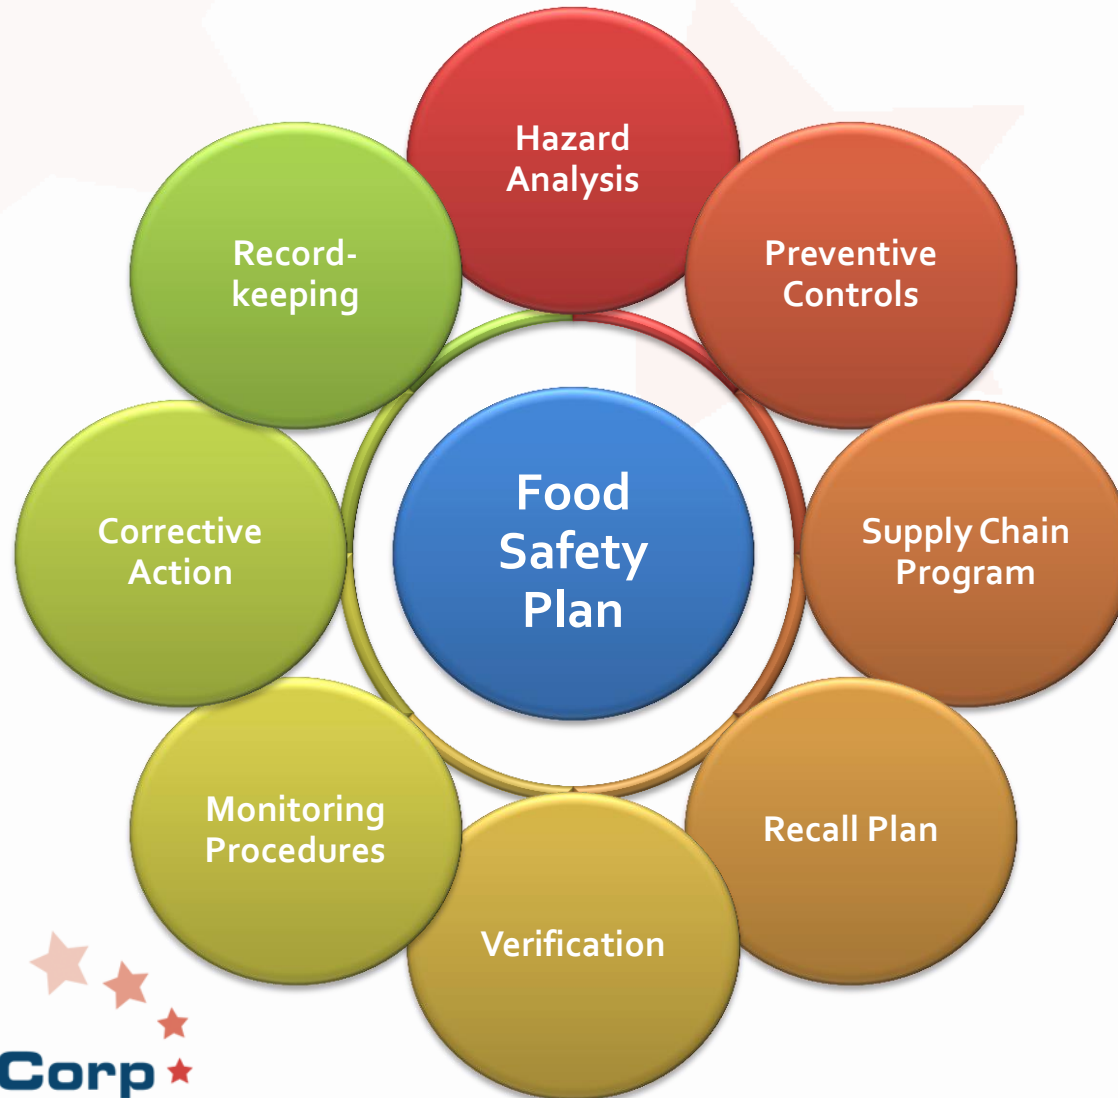 Hazard
Analysis
Preventive
Controls
Supply Chain
Program
Recall Plan
Verification
Monitoring
Procedures
Corrective
Action
Record-
keeping
Food
Safety
Plan
Corp